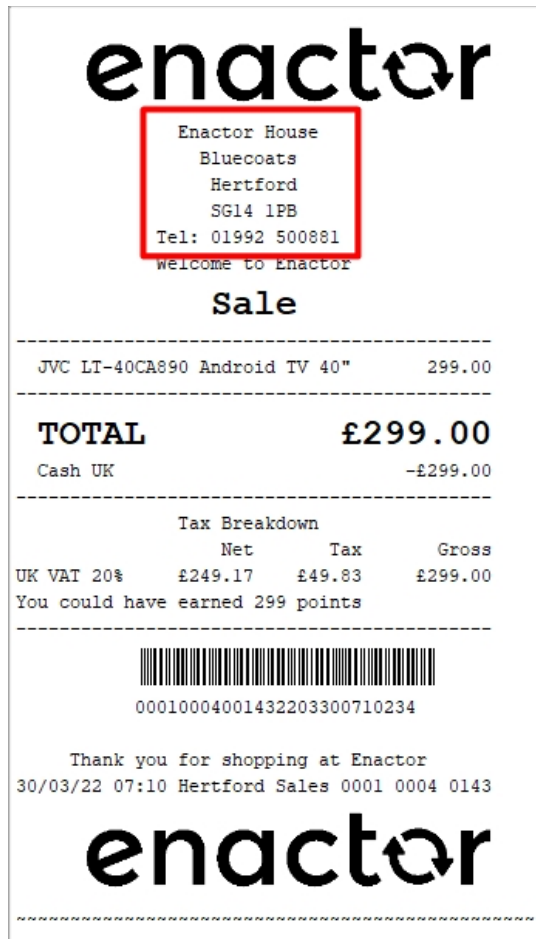 enactor
Enactor House
Bluecoats
Hertford
SG14 1PB
Tel: 01992 500881
Welcome to Enactor
Sale
------------------------------------------------
JVC LT-40CA890 Android TV 40" 299.00
------------------------------------------------
TOTAL £299.00
Cash UK -£299.00
------------------------------------------------
Tax Breakdown
Net Tax Gross
UK VAT 20% £249.17 £49.83 £299.00
You could have earned 299 points
------------------------------------------------
000100040014322033007​10234
Thank you for shopping at Enactor
30/03/22 07:10 Hertford Sales 0001 0004 0143
enactor
~~~~~~~~~~~~~~~~~~~~~~~~~~~~~~~~~~~~~~~~~~~~~~~~